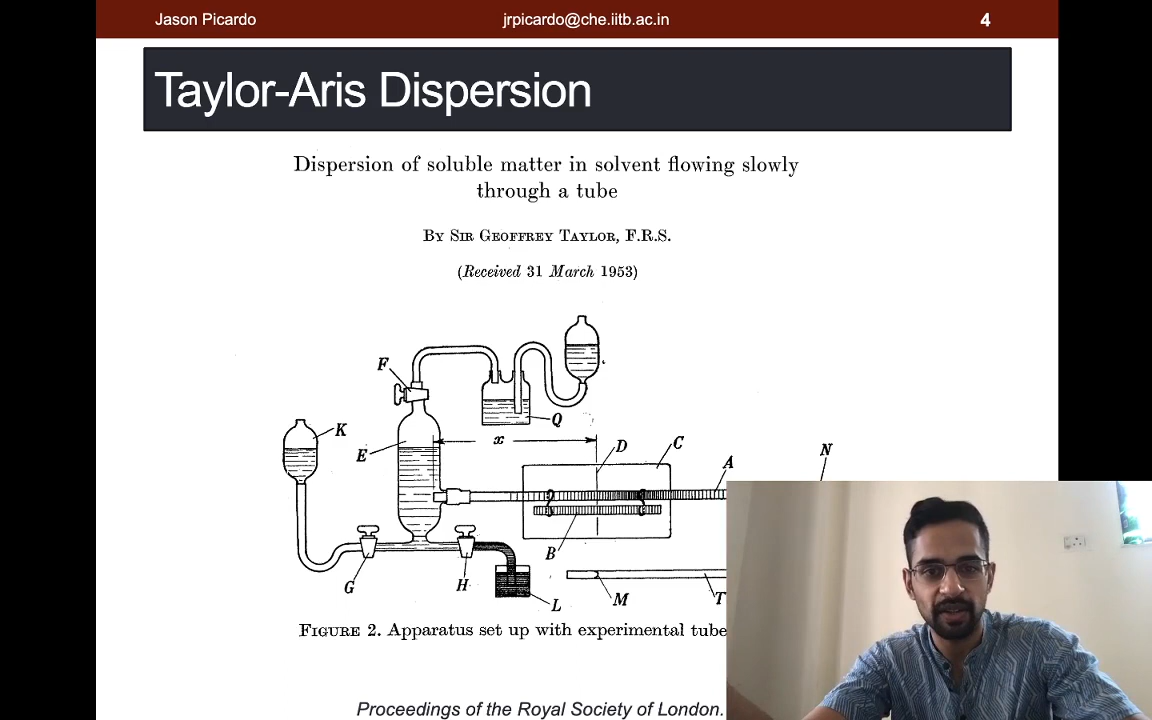 Jason Picardo jrpicardo@che.iitb.ac.in 4
Taylor-Aris Dispersion
Dispersion of soluble matter in solvent flowing slowly
through a tube
By Sir Geoffrey Taylor, F.R.S.
(Received 31 March 1953)
F
Q
K
E
x
D
C
A
N
B
G
H
L
M
T
Figure 2. Apparatus set up with experimental tube
Proceedings of the Royal Society of London.